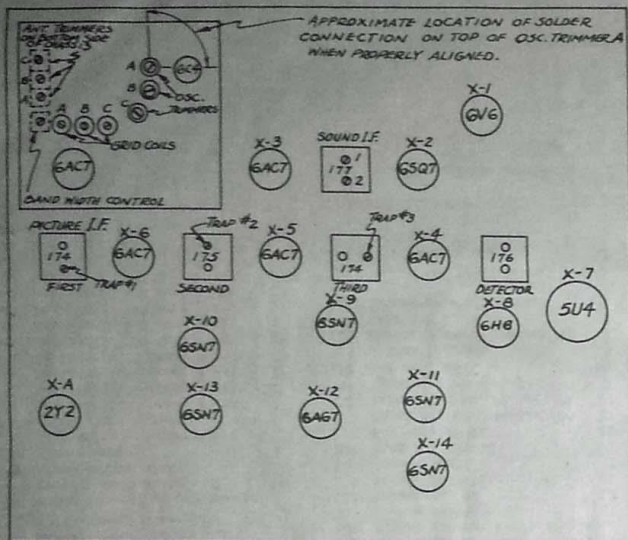 ANT TRIMMERS
ON BOTTOM SIDE
OF CHASSIS
APPROXIMATE LOCATION OF SOLDER
CONNECTION ON TOP OF OSC. TRIMMER A
WHEN PROPERLY ALIGNED.
C
B
A
A
6C4
B
OSC.
C
TRIMMERS
A B C
GRID COILS
6AC7
BAND WIDTH CONTROL
X-1
6V6
X-3
6AC7
SOUND I.F.
1
177
2
X-2
6SQ7
PICTURE I.F.
174
FIRST
TRAP #1
X-6
6AC7
TRAP #2
175
SECOND
X-5
6AC7
TRAP #3
174
THIRD
X-4
6AC7
176
DETECTOR
X-7
5U4
X-8
6H6
X-9
6SN7
X-10
6SN7
X-A
2Y2
X-13
6SN7
X-12
6AG7
X-11
6SN7
X-14
6SN7